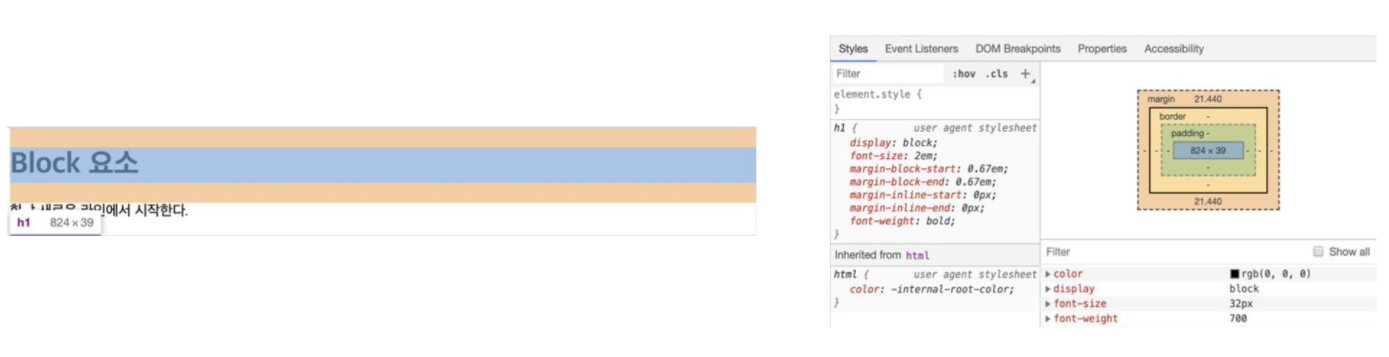 Block 요소
새로운 라인에서 시작한다.
h1 824 × 39
Styles Event Listeners DOM Breakpoints Properties Accessibility
Filter :hov .cls +
element.style {
}
h1 { user agent stylesheet
display: block;
font-size: 2em;
margin-block-start: 0.67em;
margin-block-end: 0.67em;
margin-inline-start: 0px;
margin-inline-end: 0px;
font-weight: bold;
}
Inherited from html
html { user agent stylesheet
color: -internal-root-color;
}
margin 21.440
border -
padding -
- - - 824 × 39 - - -
-
-
21.440
Filter Show all
color rgb(0, 0, 0)
display block
font-size 32px
font-weight 700